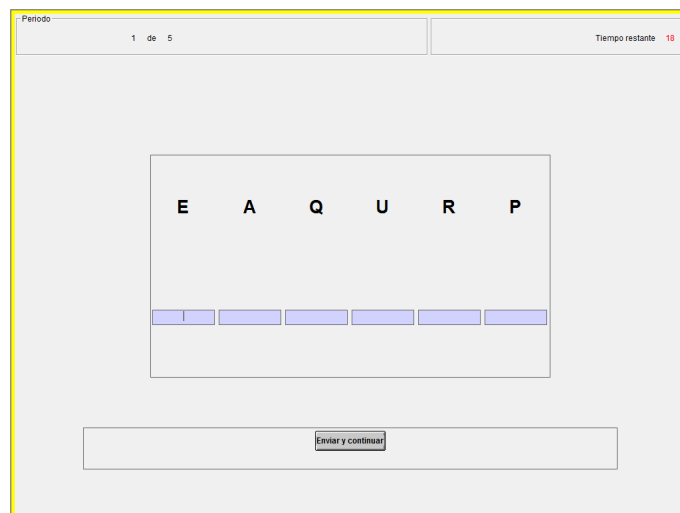 Periodo
1 de 5
Tiempo restante 18
E A Q U R P
Enviar y continuar